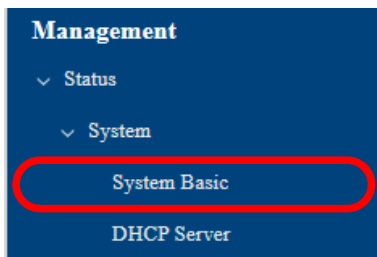 Management
Status
System
System Basic
DHCP Server